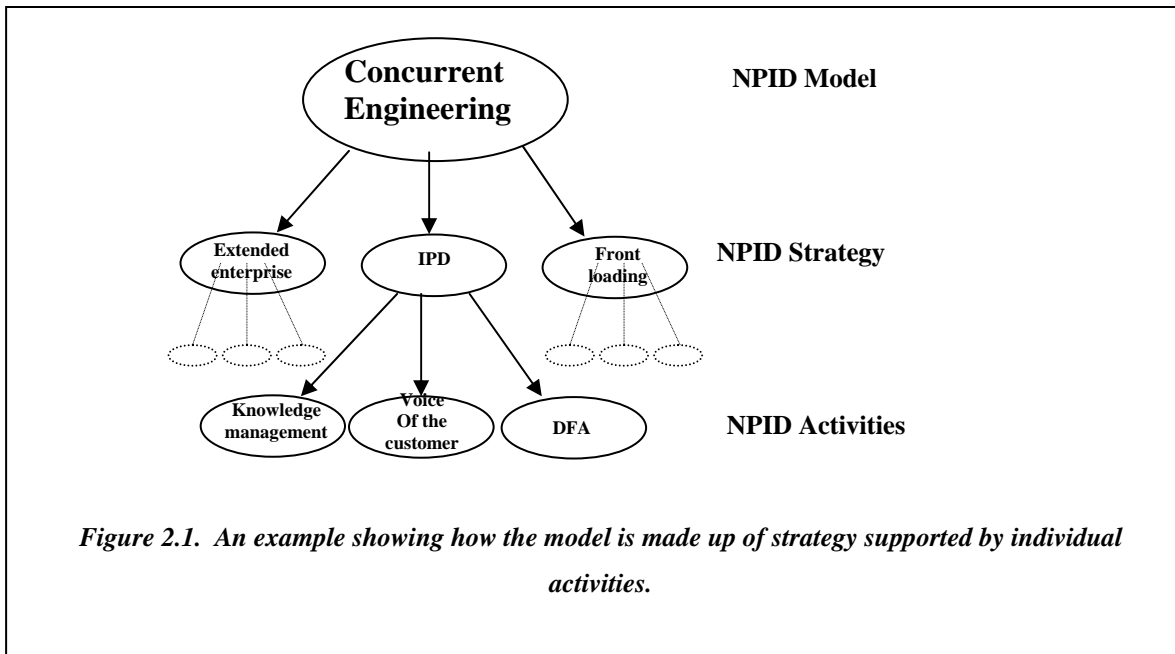 Concurrent
Engineering
NPID Model
Extended
enterprise
IPD
Front
loading
NPID Strategy
Knowledge
management
Voice
Of the
customer
DFA
NPID Activities
Figure 2.1.  An example showing how the model is made up of strategy supported by individual
activities.